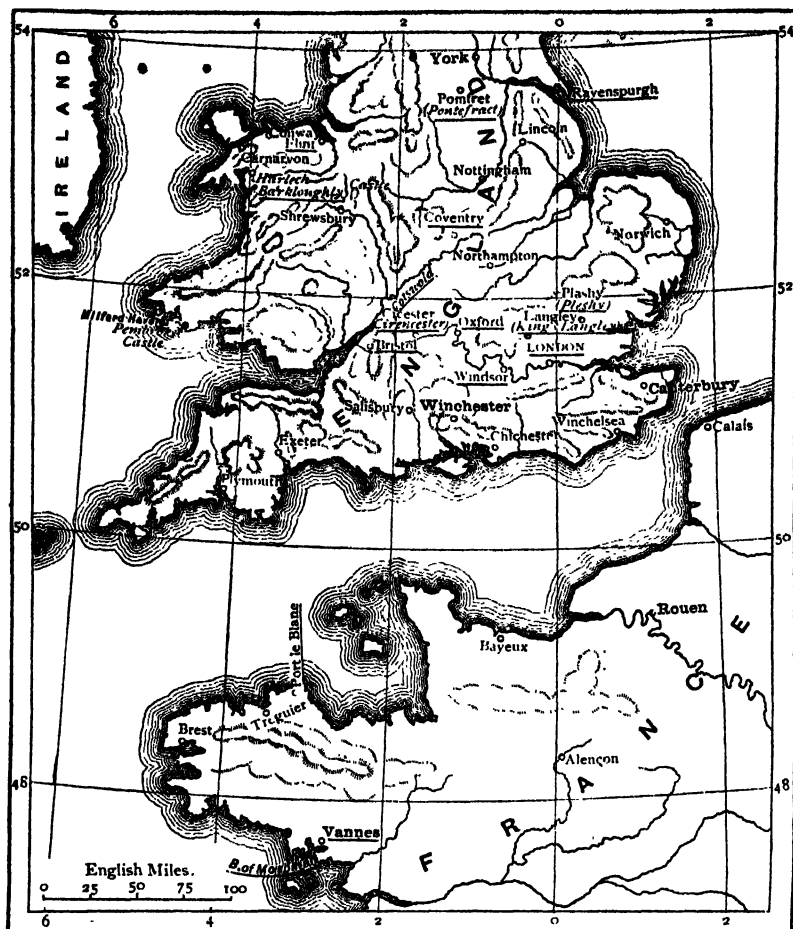 6 4 2 0 2
54 54
IRELAND
York
Pomfret
(Pontefract)
Ravenspurgh
Conway
Flint
Carnarvon
Lincoln
Nottingham
Harlech
Barkloughly Castle
Shrewsbury
Coventry
Norwich
Northampton
52 52
Cotswold
Plashy
(Pleshy)
Milford Haven
Pembroke
Castle
Cicester
(Cirencester)
Oxford
Langley
(King's Langley)
Bristol
LONDON
Windsor
Canterbury
Salisbury
Winchester
Winchelsea
Calais
Exeter
Chichester
Plymouth
ENGLAND
50 50
Port le Blanc
Rouen
Bayeux
Treguier
Brest
Alençon
48 48
FRANCE
Vannes
B. of
English Miles.
0 25 50 75 100
6 4 2 0 2